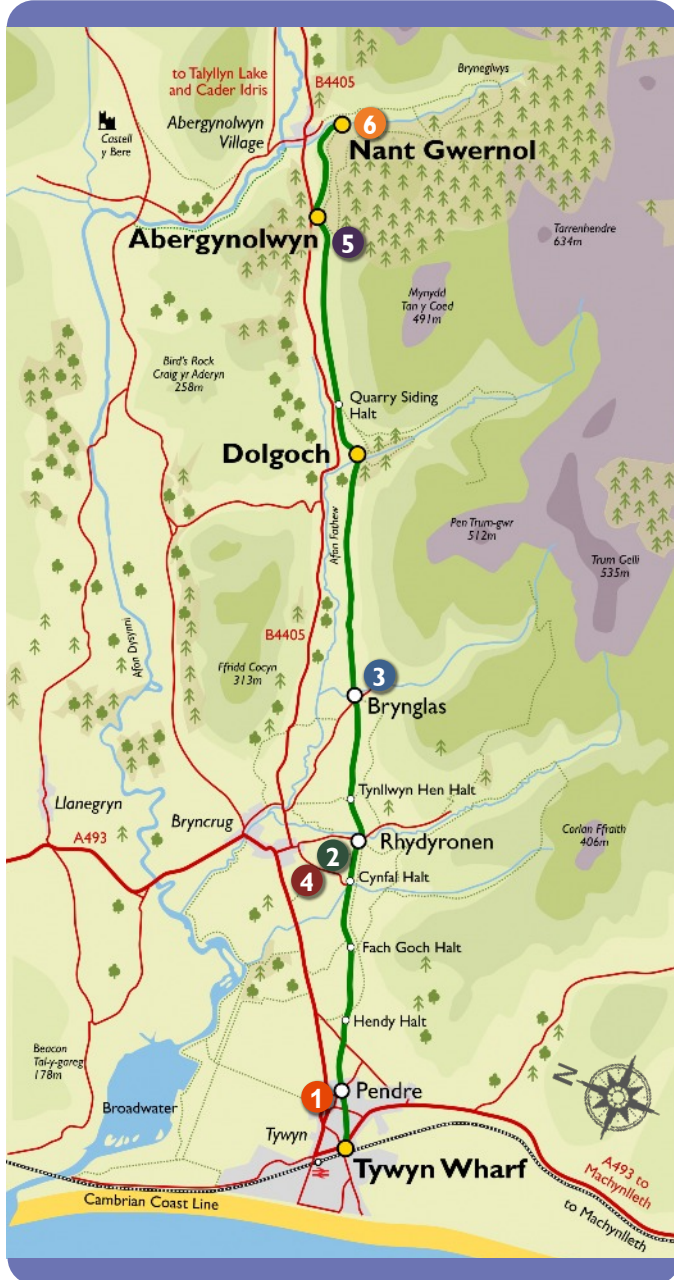 to Talyllyn Lake
and Cader Idris
B4405
Bryneglwys
Castell
y Bere
Abergynolwyn
Village
6
Nant Gwernol
Abergynolwyn
5
Tarrenhendre
634m
Mynydd
Tan y Coed
491m
Bird's Rock
Craig yr Aderyn
258m
Quarry Siding
Halt
Dolgoch
Afon Fathew
Pen Trum-gwr
512m
Trum Gelli
535m
B4405
Afon Dysynni
Ffridd Cocyn
313m
3
Brynglas
Tynllwyn Hen Halt
Llanegryn
Bryncrug
A493
Rhydyronen
Corlan Ffraith
406m
2
4
Cynfal Halt
Fach Goch Halt
Hendy Halt
Beacon
Tal-y-gareg
178m
N
Broadwater
1
Pendre
Tywyn
Tywyn Wharf
A493 to
Machynlleth
to Machynlleth
Cambrian Coast Line